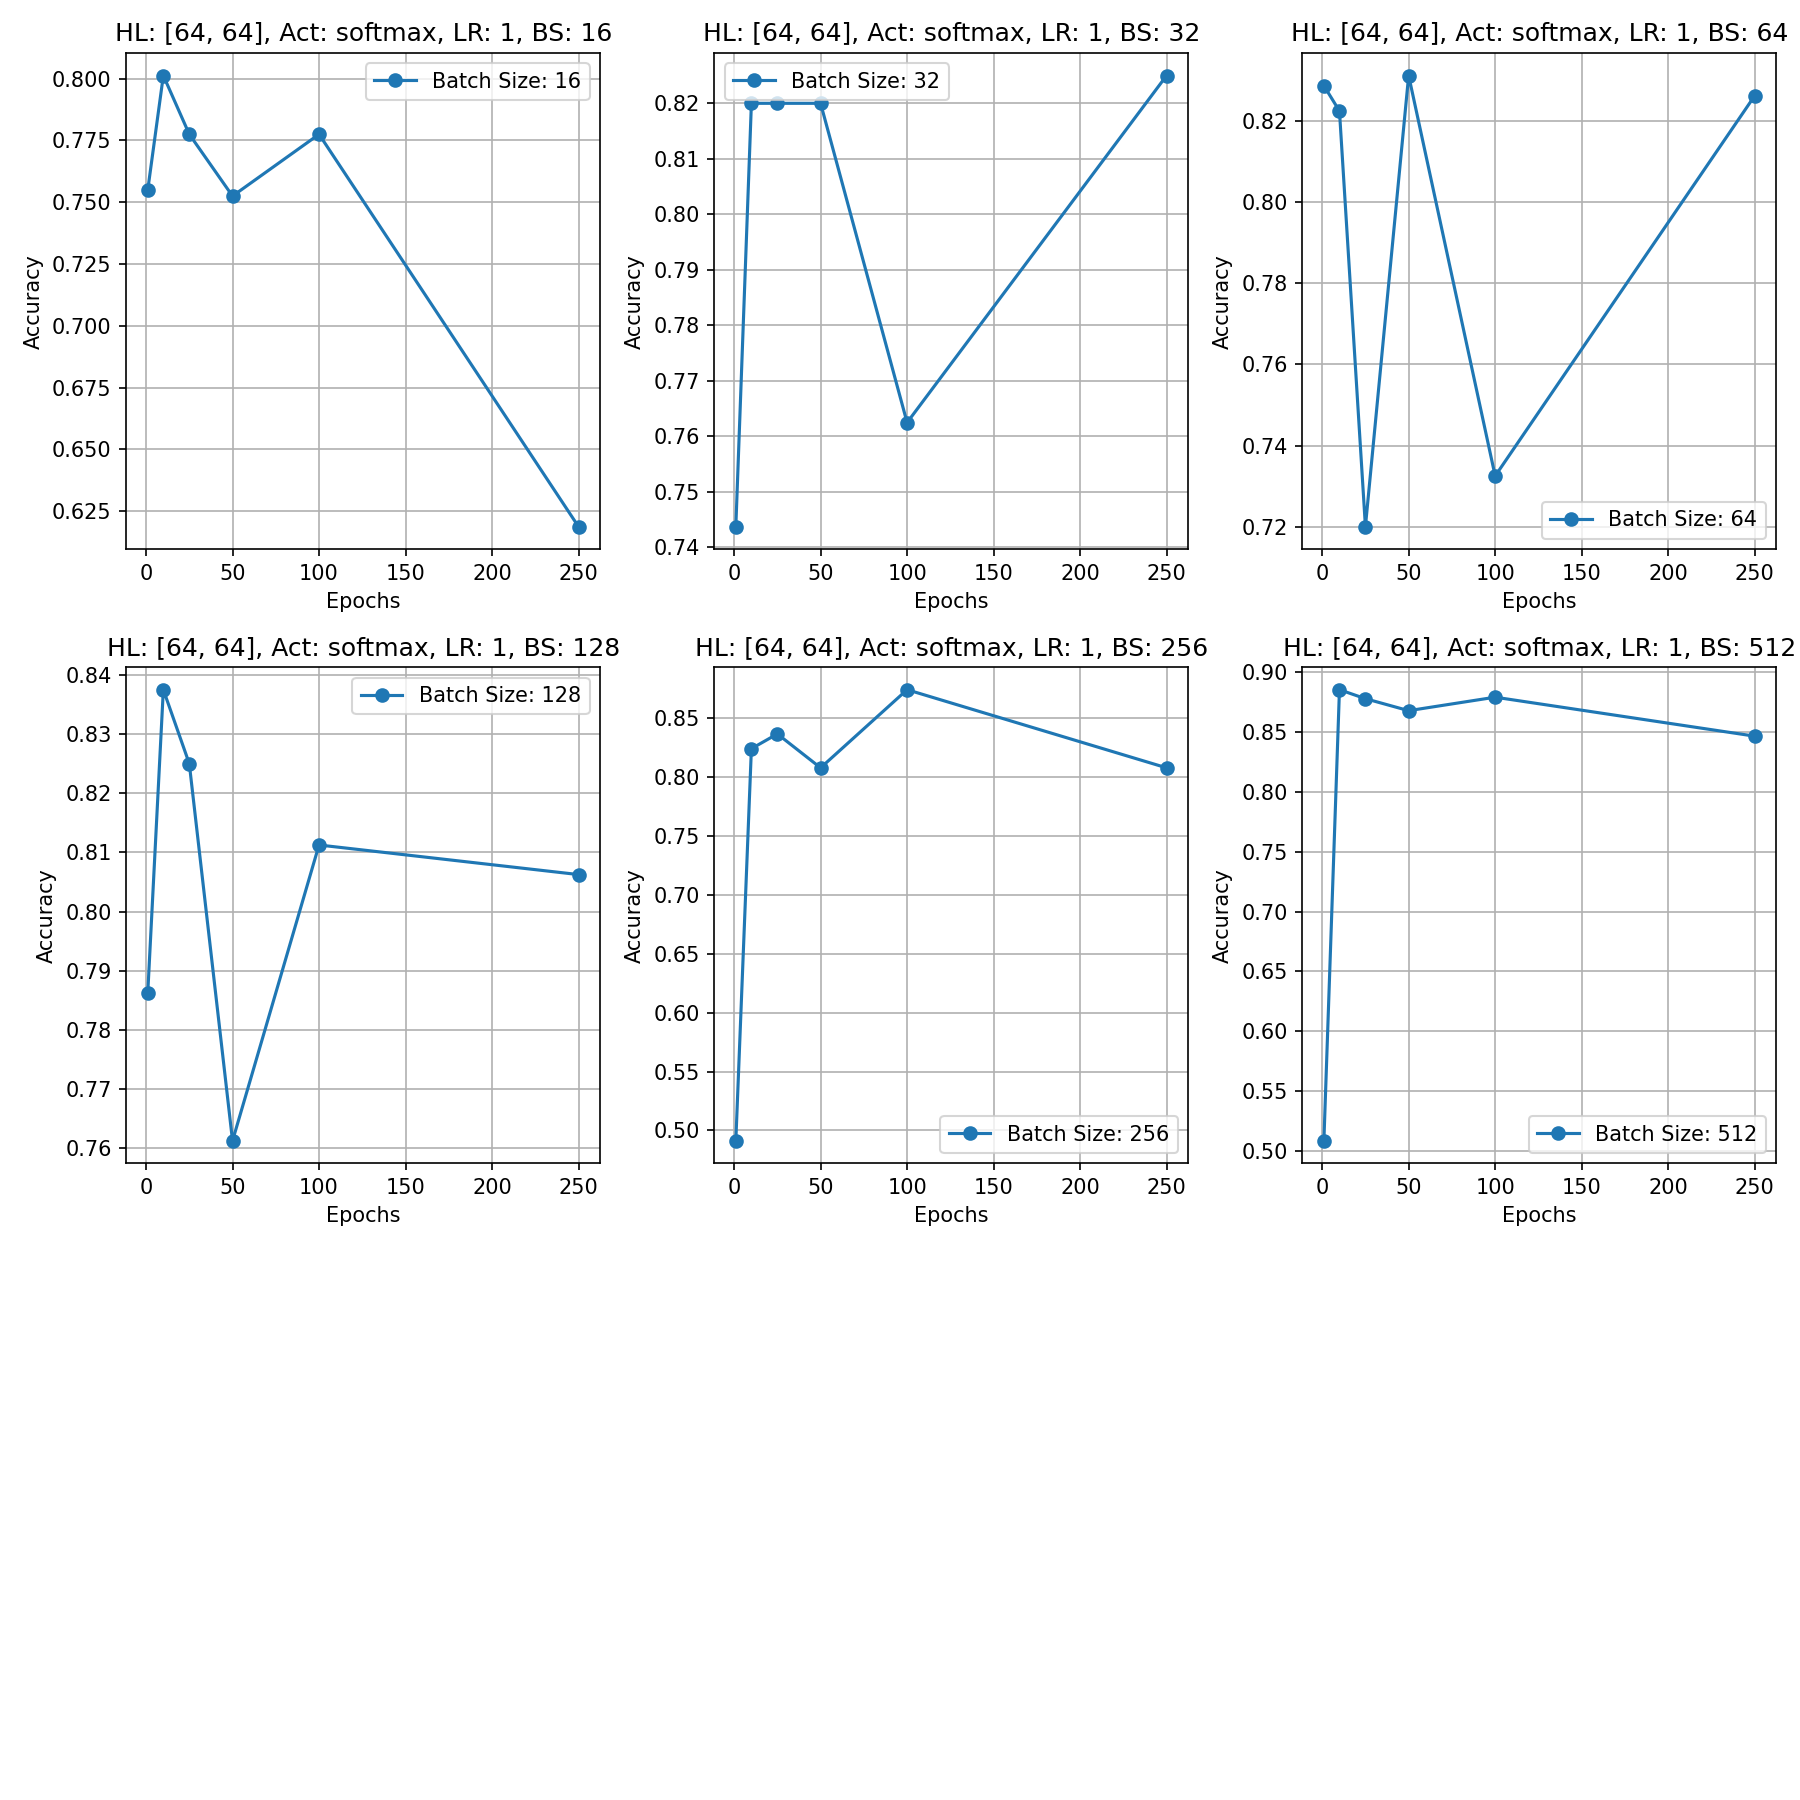 HL: [64, 64], Act: softmax, LR: 1, BS: 16
Batch Size: 16
Accuracy
0.800
0.775
0.750
0.725
0.700
0.675
0.650
0.625
0 50 100 150 200 250
Epochs
HL: [64, 64], Act: softmax, LR: 1, BS: 32
Batch Size: 32
Accuracy
0.82
0.81
0.80
0.79
0.78
0.77
0.76
0.75
0.74
0 50 100 150 200 250
Epochs
HL: [64, 64], Act: softmax, LR: 1, BS: 64
Accuracy
0.82
0.80
0.78
0.76
0.74
0.72
Batch Size: 64
0 50 100 150 200 250
Epochs
HL: [64, 64], Act: softmax, LR: 1, BS: 128
Batch Size: 128
Accuracy
0.84
0.83
0.82
0.81
0.80
0.79
0.78
0.77
0.76
0 50 100 150 200 250
Epochs
HL: [64, 64], Act: softmax, LR: 1, BS: 256
Accuracy
0.85
0.80
0.75
0.70
0.65
0.60
0.55
0.50
Batch Size: 256
0 50 100 150 200 250
Epochs
HL: [64, 64], Act: softmax, LR: 1, BS: 512
Accuracy
0.90
0.85
0.80
0.75
0.70
0.65
0.60
0.55
0.50
Batch Size: 512
0 50 100 150 200 250
Epochs